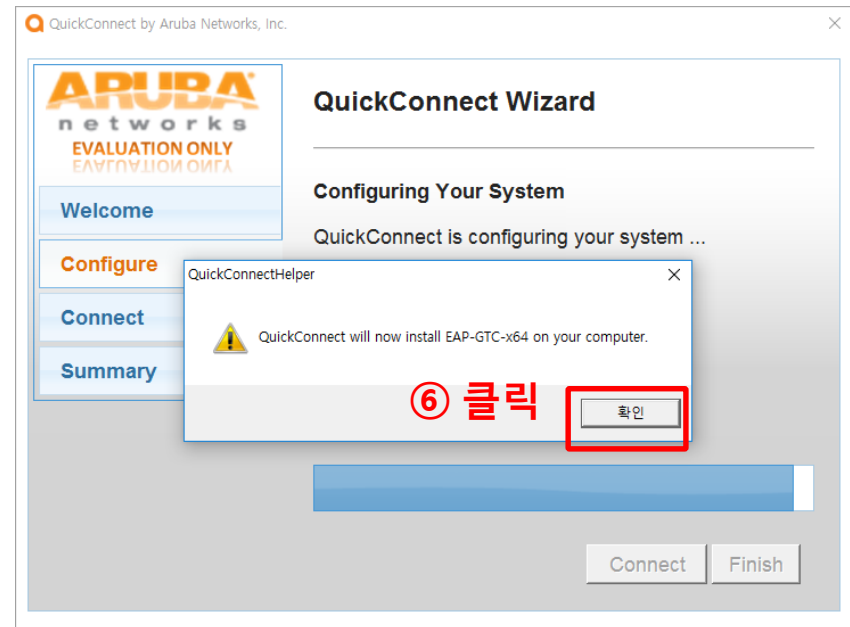 QuickConnect by Aruba Networks, Inc.
ARUBA
networks
EVALUATION ONLY
QuickConnect Wizard
Welcome
Configure
Connect
Summary
Configuring Your System
QuickConnect is configuring your system ...
QuickConnectHelper
QuickConnect will now install EAP-GTC-x64 on your computer.
⑥ 클릭
확인
Connect
Finish